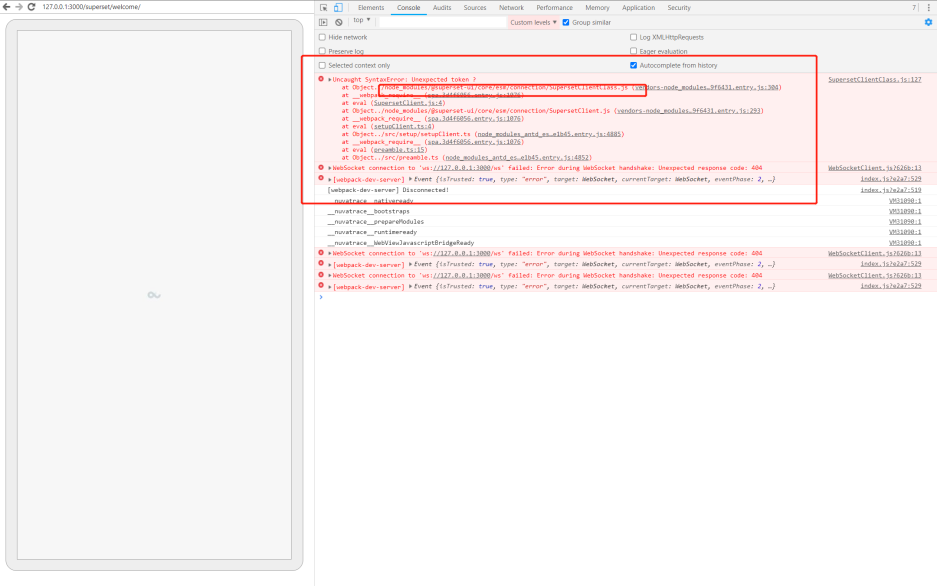 127.0.0.1:3000/superset/welcome/
Elements Console Audits Sources Network Performance Memory Application Security 7
top Custom levels Group similar
Hide network Log XMLHttpRequests
Preserve log Eager evaluation
Selected context only Autocomplete from history
Uncaught SyntaxError: Unexpected token ? SupersetClientClass.js:127
at Object../node_modules/@superset-ui/core/esm/connection/SupersetClientClass.js (vendors-node_modules…9f6431.entry.js:304)
at __webpack_require__ (spa.3d4f6056.entry.js:1076)
at eval (SupersetClient.js:4)
at Object../node_modules/@superset-ui/core/esm/connection/SupersetClient.js (vendors-node_modules…9f6431.entry.js:293)
at __webpack_require__ (spa.3d4f6056.entry.js:1076)
at eval (setupClient.ts:4)
at Object../src/setup/setupClient.ts (node_modules_antd_es…e1b45.entry.js:4885)
at __webpack_require__ (spa.3d4f6056.entry.js:1076)
at eval (preamble.ts:15)
at Object../src/preamble.ts (node_modules_antd_es…e1b45.entry.js:4852)
WebSocket connection to 'ws://127.0.0.1:3000/ws' failed: Error during WebSocket handshake: Unexpected response code: 404 WebSocketClient.js?626b:13
[webpack-dev-server] Event {isTrusted: true, type: "error", target: WebSocket, currentTarget: WebSocket, eventPhase: 2, …} index.js?e2a7:529
[webpack-dev-server] Disconnected! index.js?e2a7:519
__nuvatrace__nativeready VM31090:1
__nuvatrace__bootstraps VM31090:1
__nuvatrace__prepareModules VM31090:1
__nuvatrace__runtimeready VM31090:1
__nuvatrace__WebViewJavascriptBridgeReady VM31090:1
WebSocket connection to 'ws://127.0.0.1:3000/ws' failed: Error during WebSocket handshake: Unexpected response code: 404 WebSocketClient.js?626b:13
[webpack-dev-server] Event {isTrusted: true, type: "error", target: WebSocket, currentTarget: WebSocket, eventPhase: 2, …} index.js?e2a7:529
WebSocket connection to 'ws://127.0.0.1:3000/ws' failed: Error during WebSocket handshake: Unexpected response code: 404 WebSocketClient.js?626b:13
[webpack-dev-server] Event {isTrusted: true, type: "error", target: WebSocket, currentTarget: WebSocket, eventPhase: 2, …} index.js?e2a7:529